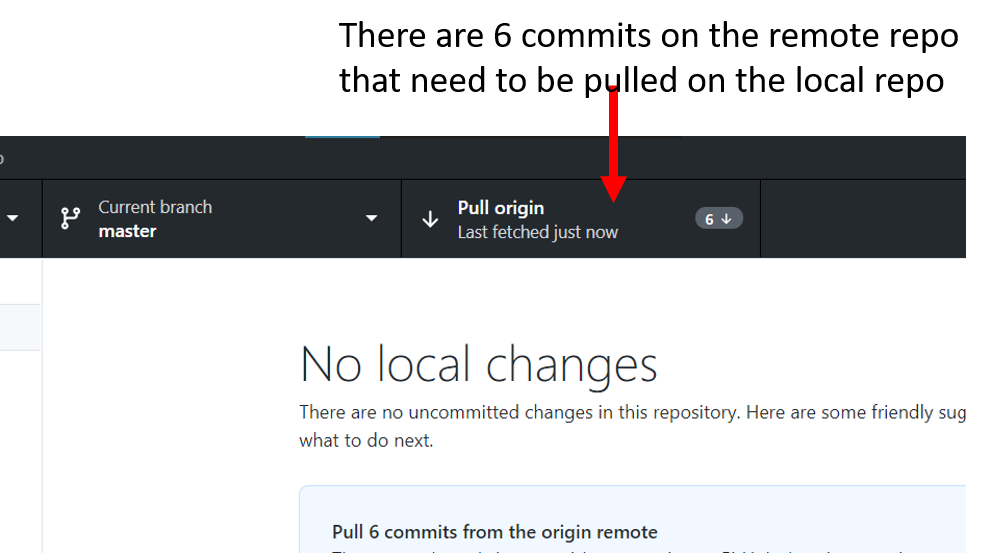 There are 6 commits on the remote repo
that need to be pulled on the local repo
Current branch
master
Pull origin
Last fetched just now
6
No local changes
There are no uncommitted changes in this repository. Here are some friendly sug
what to do next.
Pull 6 commits from the origin remote